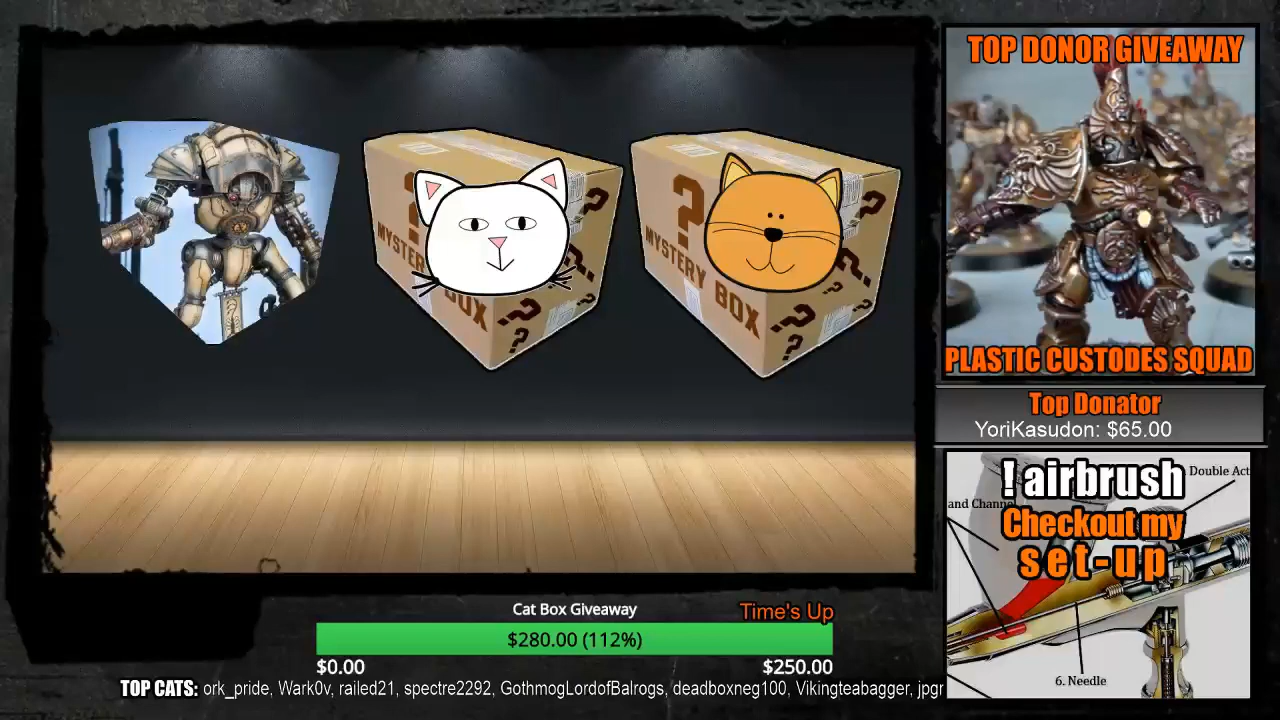 TOP DONOR GIVEAWAY
PLASTIC CUSTODES SQUAD
Top Donator
YoriKasudon: $65.00
! airbrush
Double Act
and Chann
Checkout my
set-up
6. Needle
?
MYSTER
BOX
?
?
MYSTERY
BOX
?
Cat Box Giveaway
Time's Up
$280.00 (112%)
$0.00
$250.00
TOP CATS: ork_pride, Wark0v, railed21, spectre2292, GothmogLordofBalrogs, deadboxneg100, Vikingteabagger, jpgr